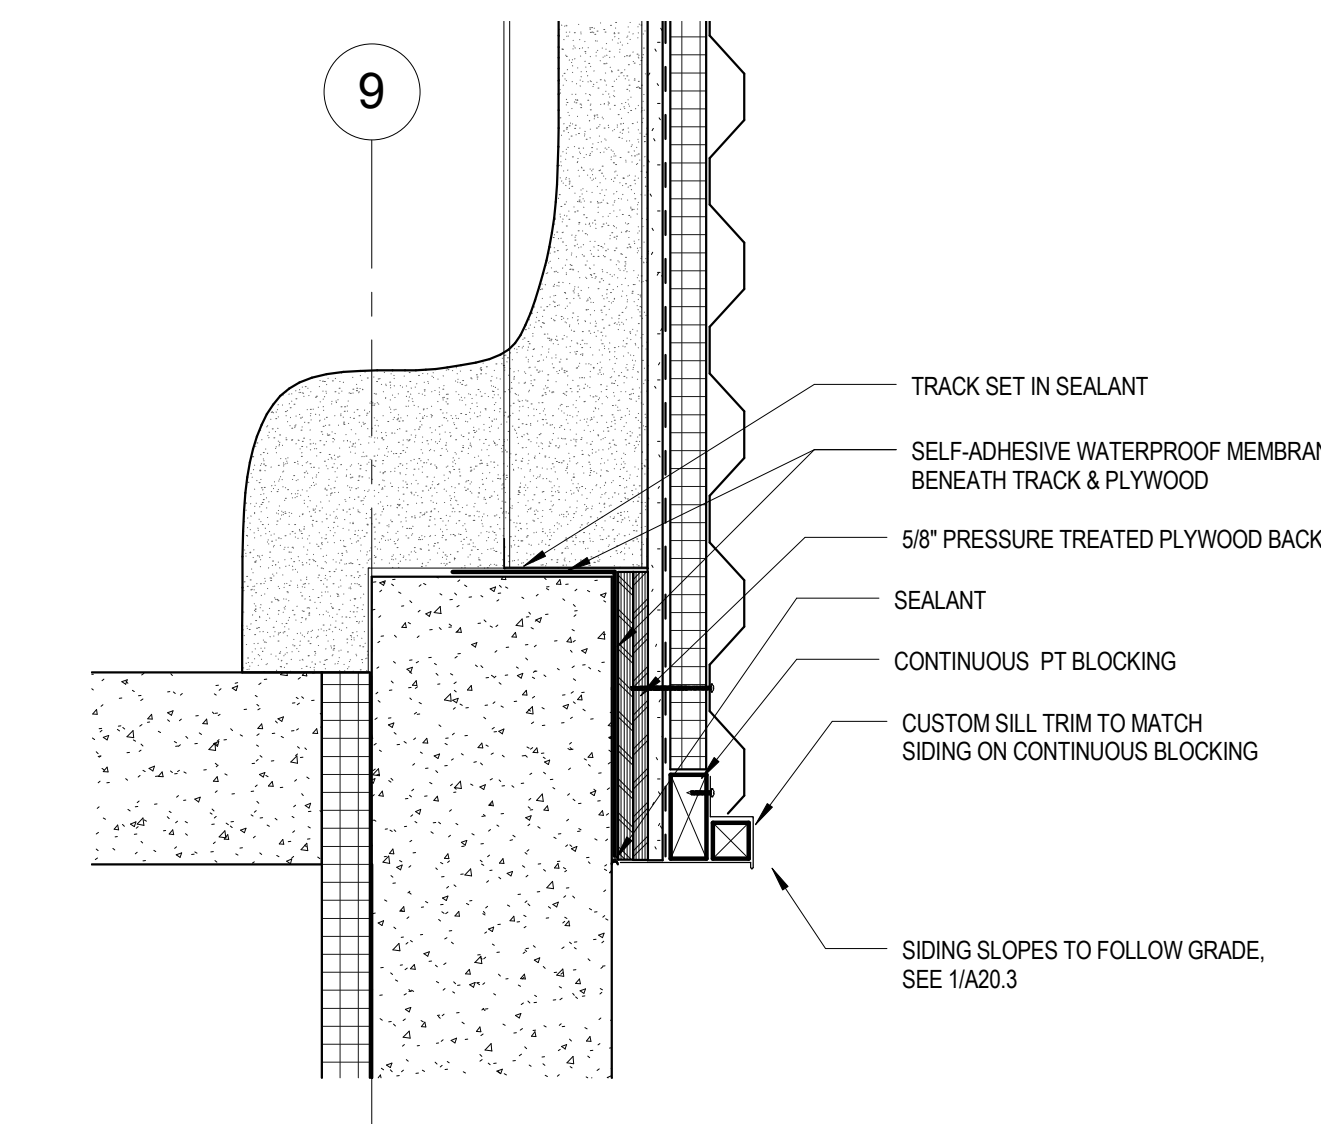 9
TRACK SET IN SEALANT
SELF-ADHESIVE WATERPROOF MEMBRAN
BENEATH TRACK & PLYWOOD
5/8" PRESSURE TREATED PLYWOOD BACK
SEALANT
CONTINUOUS PT BLOCKING
CUSTOM SILL TRIM TO MATCH
SIDING ON CONTINUOUS BLOCKING
SIDING SLOPES TO FOLLOW GRADE,
SEE 1/A20.3